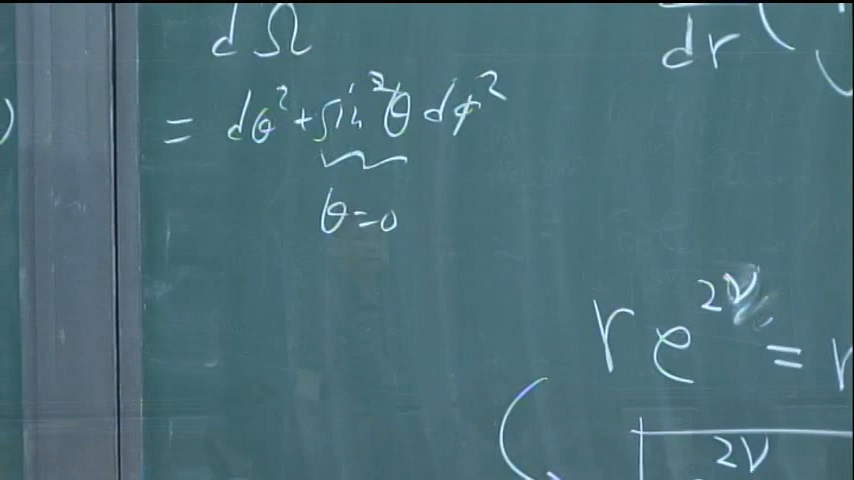 dΩ
= dθ² + sin²θ dφ²
θ=0
dr (
re^{2ν} = r
2ν